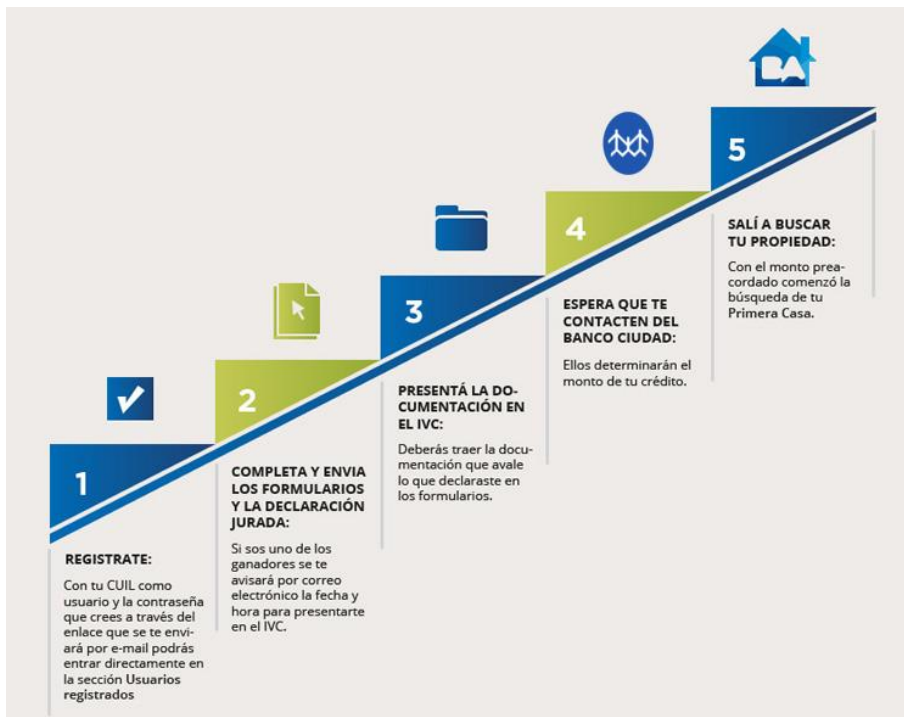 1
REGISTRATE:
Con tu CUIL como
usuario y la contraseña
que crees a través del
enlace que se te envi-
ará por e-mail podrás
entrar directamente en
la sección Usuarios
registrados
2
COMPLETA Y ENVIA
LOS FORMULARIOS
Y LA DECLARACIÓN
JURADA:
Si sos uno de los
ganadores se te
avisará por correo
electrónico la fecha y
hora para presentarte
en el IVC.
3
PRESENTÁ LA DO-
CUMENTACIÓN EN
EL IVC:
Deberás traer la docu-
mentación que avale
lo que declaraste en
los formularios.
4
ESPERA QUE TE
CONTACTEN DEL
BANCO CIUDAD:
Ellos determinarán el
monto de tu crédito.
BA
5
SALÍ A BUSCAR
TU PROPIEDAD:
Con el monto prea-
cordado comenzó la
búsqueda de tu
Primera Casa.